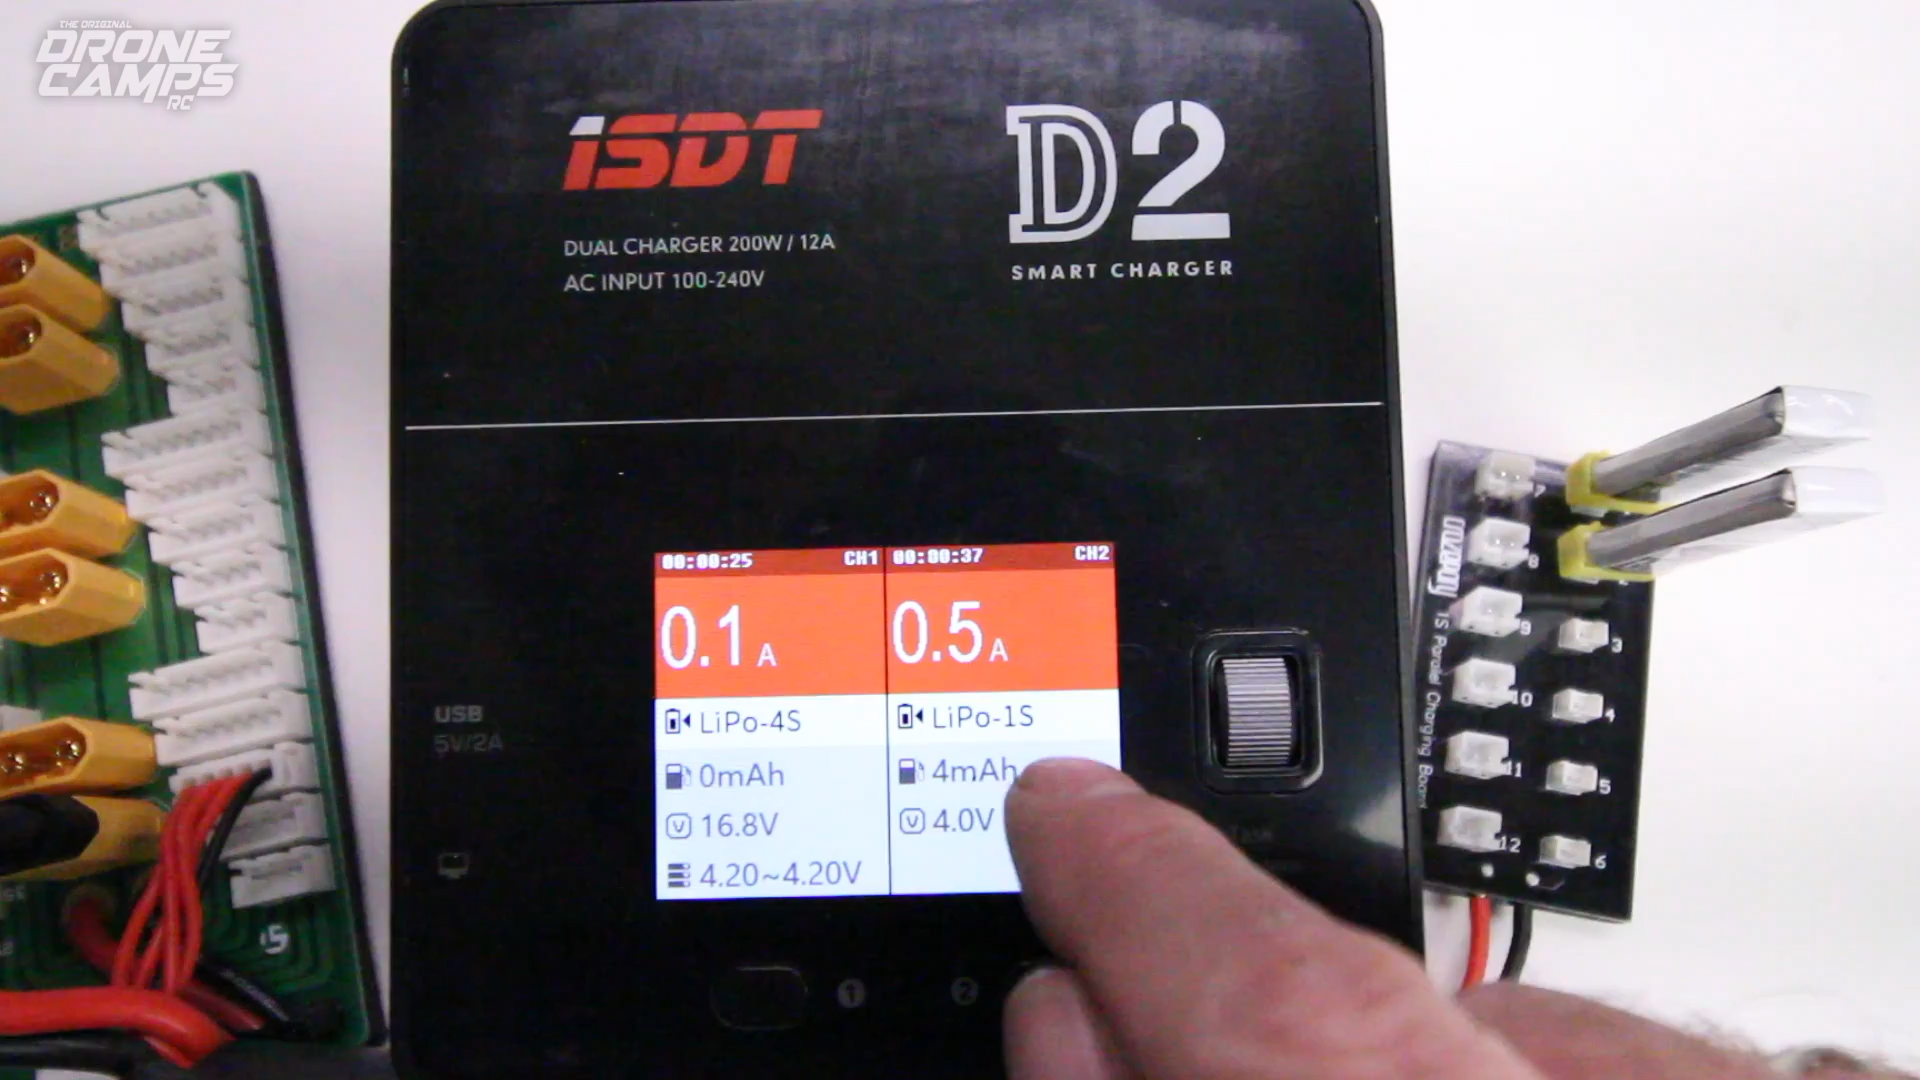 THE ORIGINAL
DRONE
CAMPS
RC
iSDT
D2
DUAL CHARGER 200W / 12A
AC INPUT 100-240V
SMART CHARGER
00:00:25 CH1
00:00:37 CH2
0.1 A
0.5 A
LiPo-4S
LiPo-1S
0mAh
4mAh
16.8V
4.0V
4.20~4.20V
USB
5V/2A
1
2
7
8
9
10
11
12
3
4
5
6
1S Parallel Charging Board